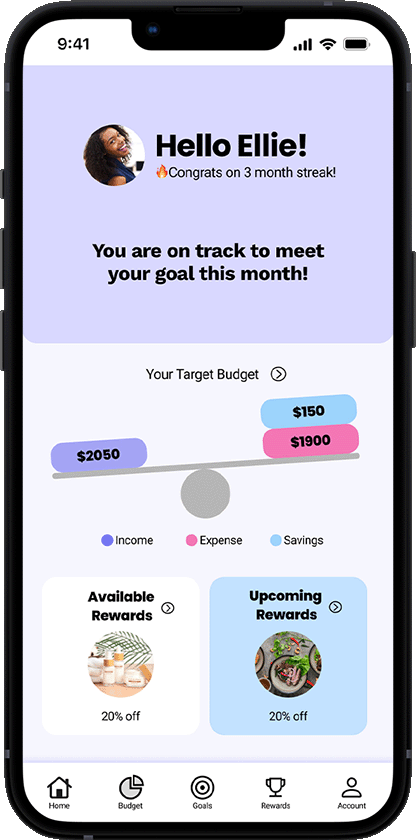 9:41
Hello Ellie!
🔥Congrats on 3 month streak!
You are on track to meet
your goal this month!
Your Target Budget
$150
$2050
$1900
Income
Expense
Savings
Available
Rewards
20% off
Upcoming
Rewards
20% off
Home
Budget
Goals
Rewards
Account